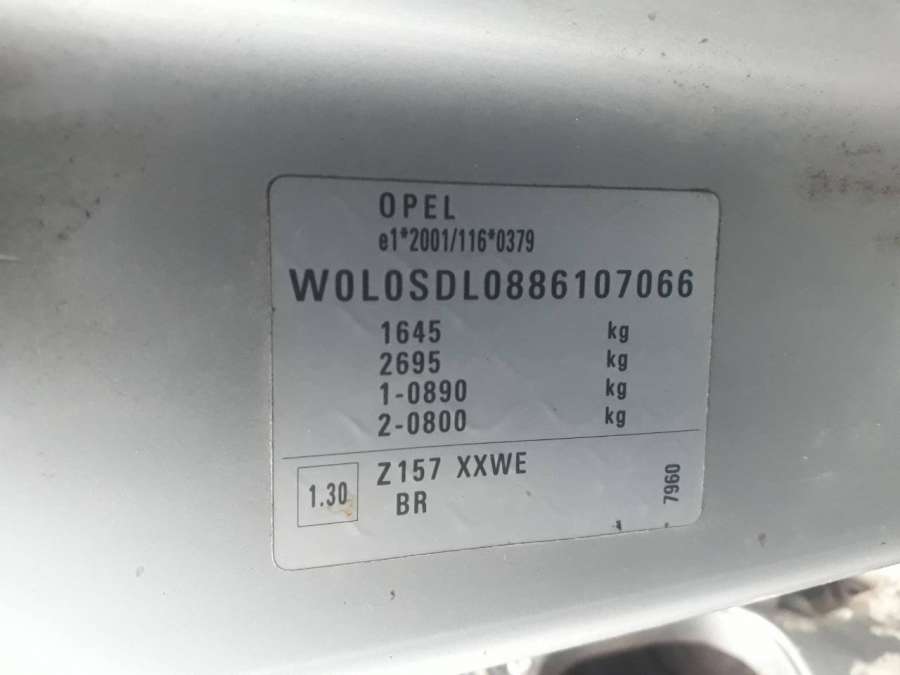 OPEL
e1*2001/116*0379
W0L0SDL0886107066
1645 kg
2695 kg
1-0890 kg
2-0800 kg
1.30 Z157 XXWE
BR
7960